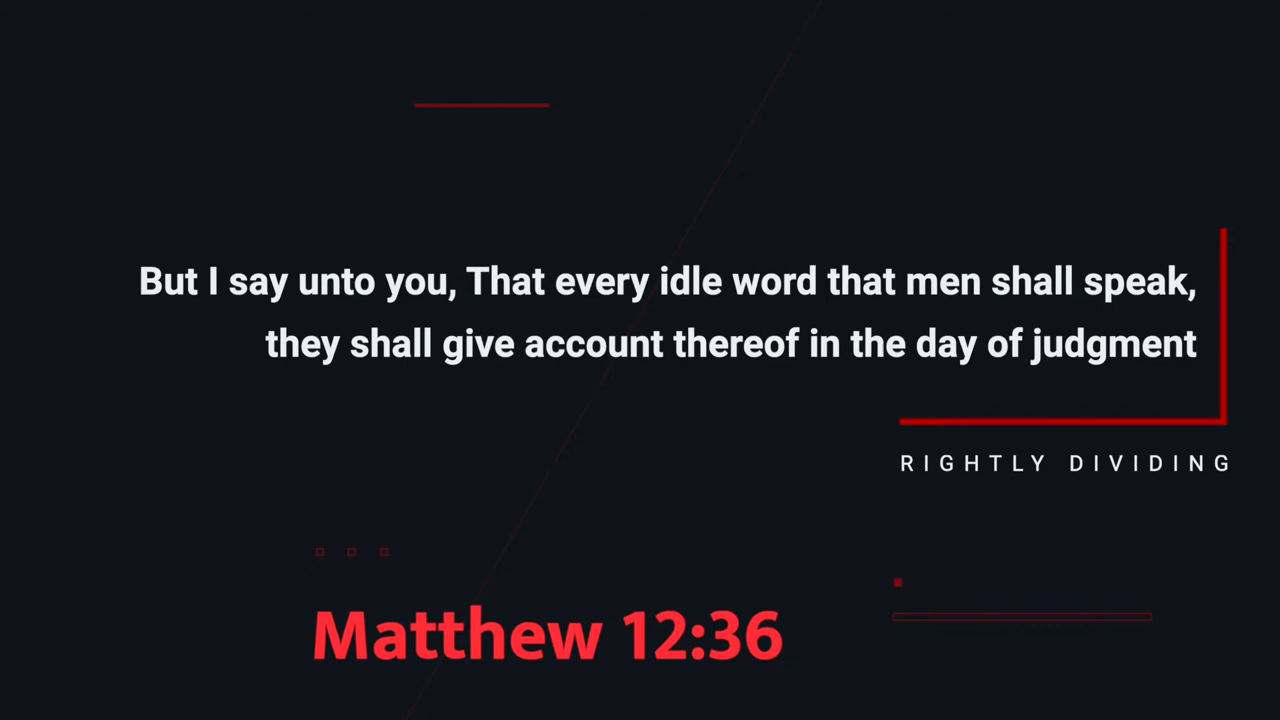 But I say unto you, That every idle word that men shall speak,
they shall give account thereof in the day of judgment
RIGHTLY DIVIDING
Matthew 12:36